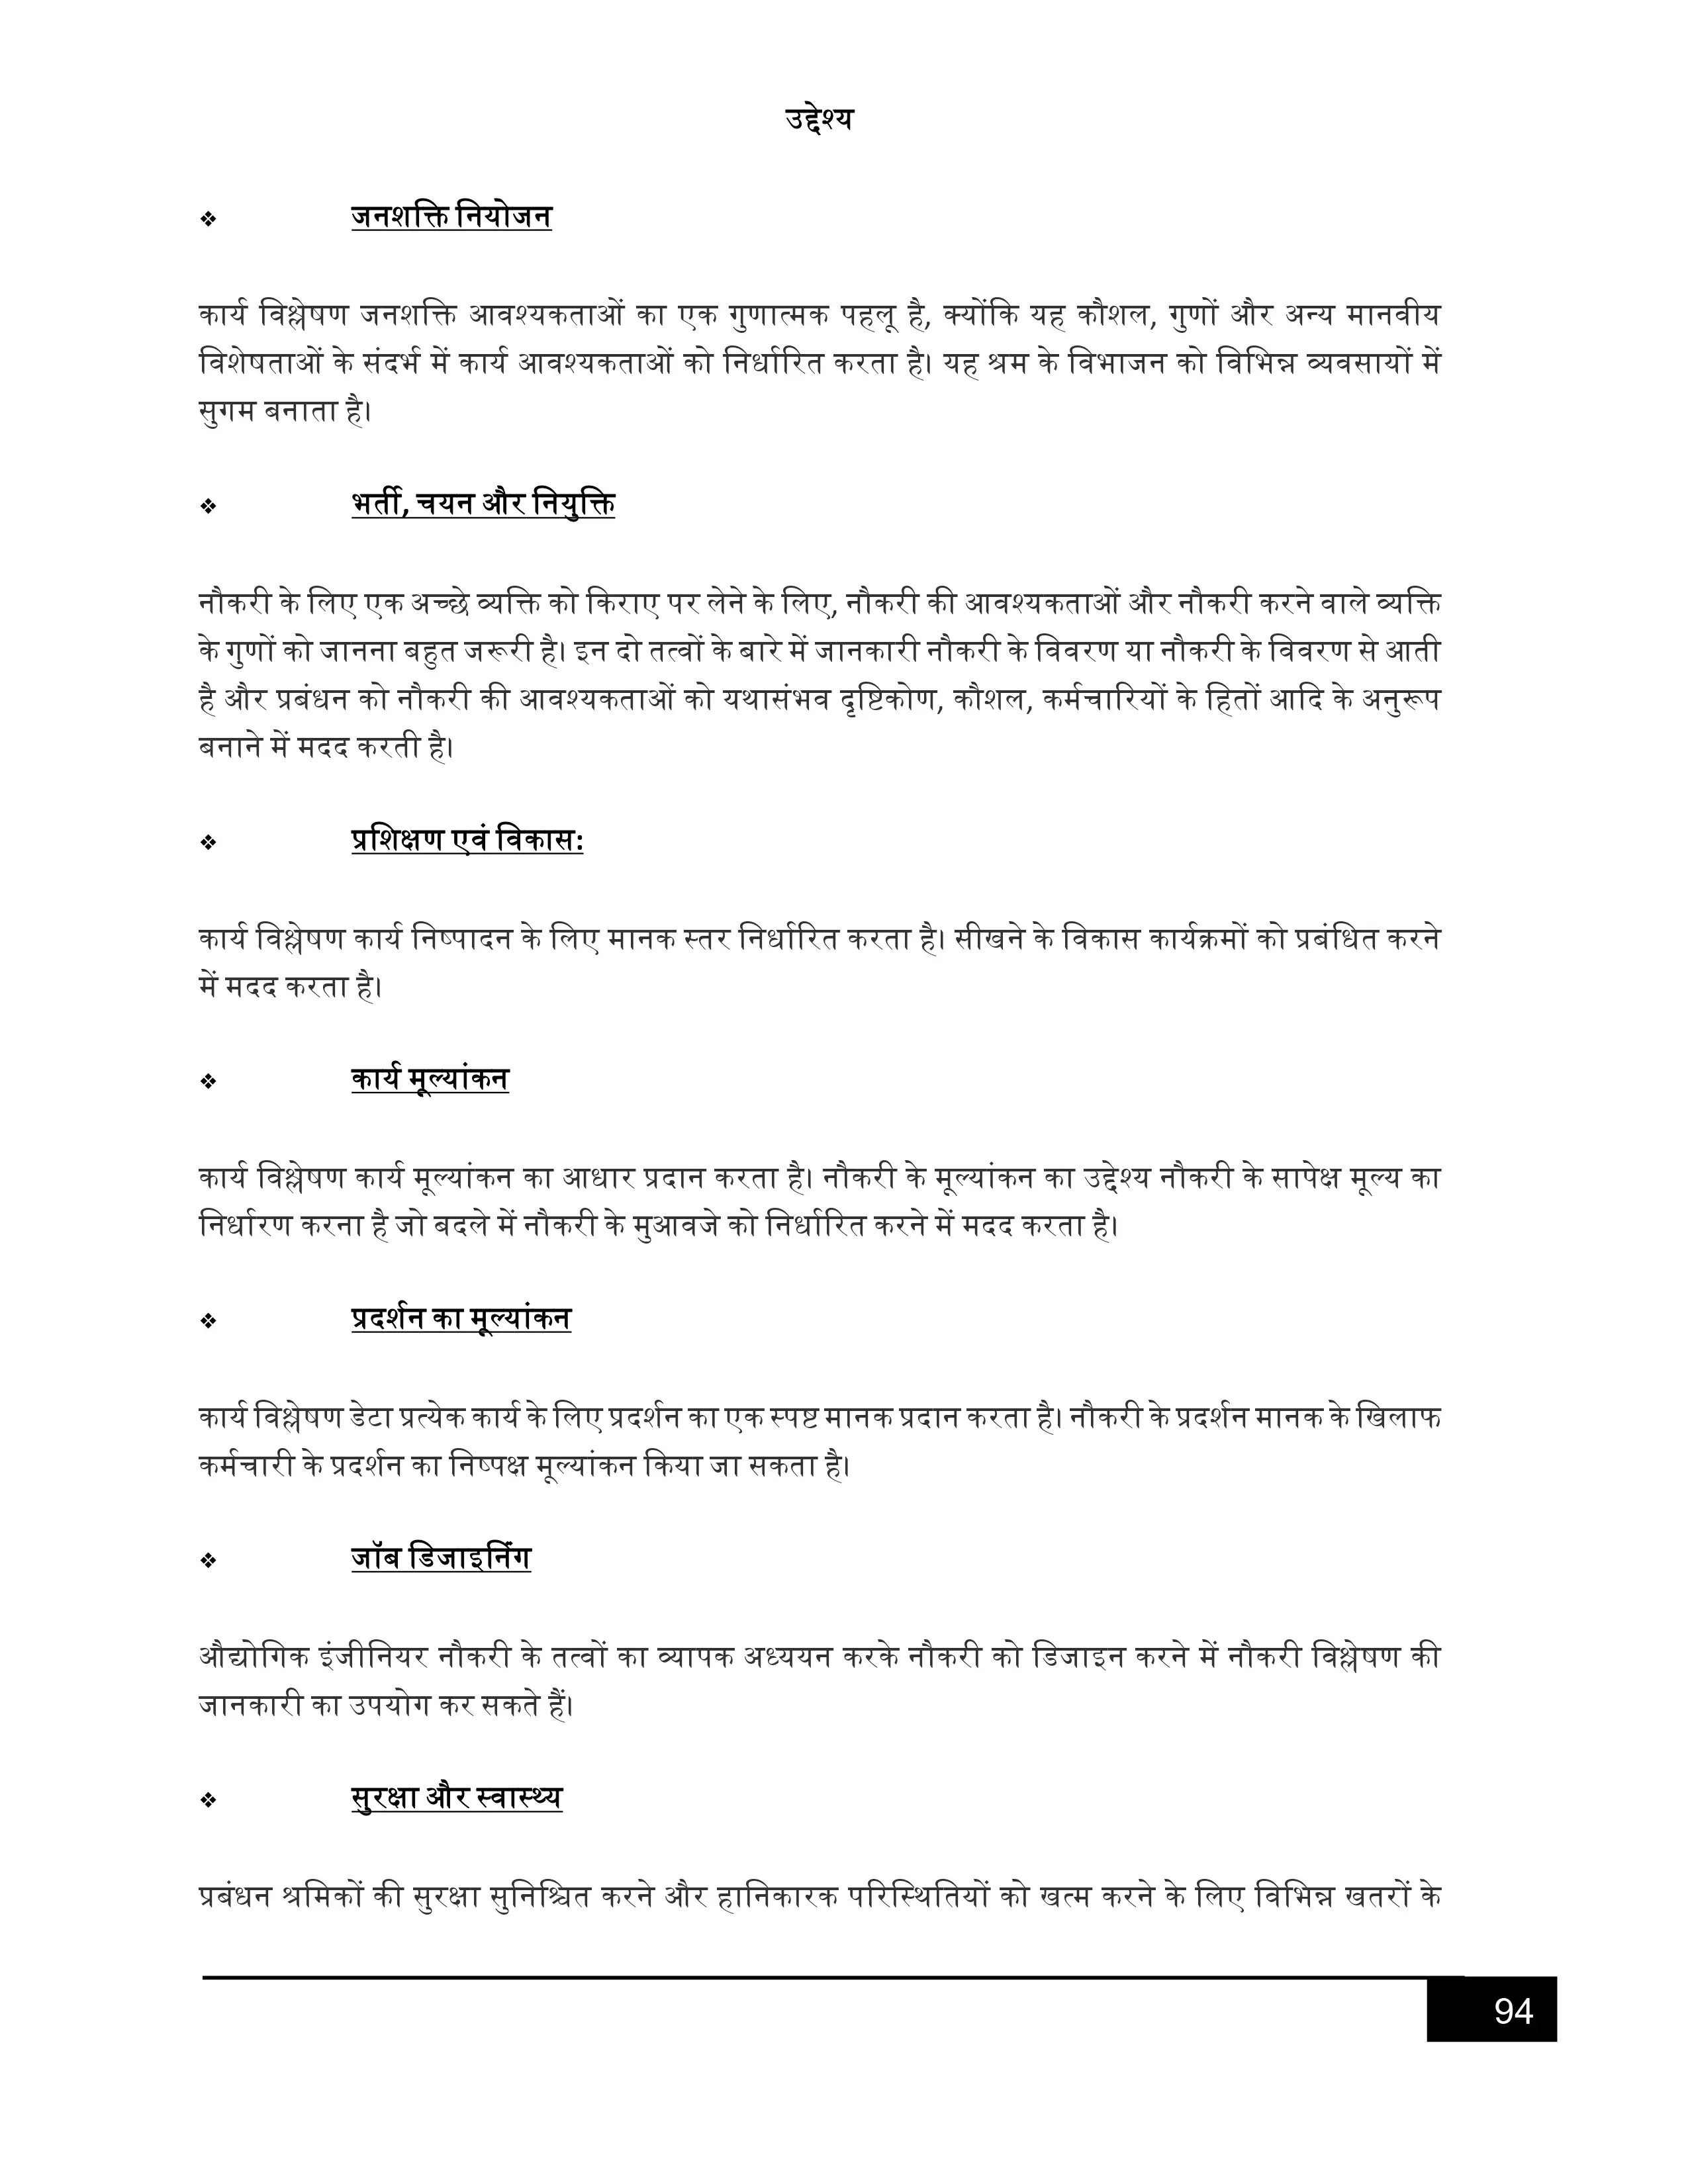 उद्देश्य
❖ जनशक्ति नियोजन
कार्य विश्लेषण जनशक्ति आवश्यकताओं का एक गुणात्मक पहलू है, क्योंकि यह कौशल, गुणों और अन्य मानवीय
विशेषताओं के संदर्भ में कार्य आवश्यकताओं को निर्धारित करता है। यह श्रम के विभाजन को विभिन्न व्यवसायों में
सुगम बनाता है।
❖ भर्ती, चयन और नियुक्ति
नौकरी के लिए एक अच्छे व्यक्ति को किराए पर लेने के लिए, नौकरी की आवश्यकताओं और नौकरी करने वाले व्यक्ति
के गुणों को जानना बहुत जरूरी है। इन दो तत्वों के बारे में जानकारी नौकरी के विवरण या नौकरी के विवरण से आती
है और प्रबंधन को नौकरी की आवश्यकताओं को यथासंभव दृष्टिकोण, कौशल, कर्मचारियों के हितों आदि के अनुरूप
बनाने में मदद करती है।
❖ प्रशिक्षण एवं विकास:
कार्य विश्लेषण कार्य निष्पादन के लिए मानक स्तर निर्धारित करता है। सीखने के विकास कार्यक्रमों को प्रबंधित करने
में मदद करता है।
❖ कार्य मूल्यांकन
कार्य विश्लेषण कार्य मूल्यांकन का आधार प्रदान करता है। नौकरी के मूल्यांकन का उद्देश्य नौकरी के सापेक्ष मूल्य का
निर्धारण करना है जो बदले में नौकरी के मुआवजे को निर्धारित करने में मदद करता है।
❖ प्रदर्शन का मूल्यांकन
कार्य विश्लेषण डेटा प्रत्येक कार्य के लिए प्रदर्शन का एक स्पष्ट मानक प्रदान करता है। नौकरी के प्रदर्शन मानक के खिलाफ
कर्मचारी के प्रदर्शन का निष्पक्ष मूल्यांकन किया जा सकता है।
❖ जॉब डिजाइनिंग
औद्योगिक इंजीनियर नौकरी के तत्वों का व्यापक अध्ययन करके नौकरी को डिजाइन करने में नौकरी विश्लेषण की
जानकारी का उपयोग कर सकते हैं।
❖ सुरक्षा और स्वास्थ्य
प्रबंधन श्रमिकों की सुरक्षा सुनिश्चित करने और हानिकारक परिस्थितियों को खत्म करने के लिए विभिन्न खतरों के
94